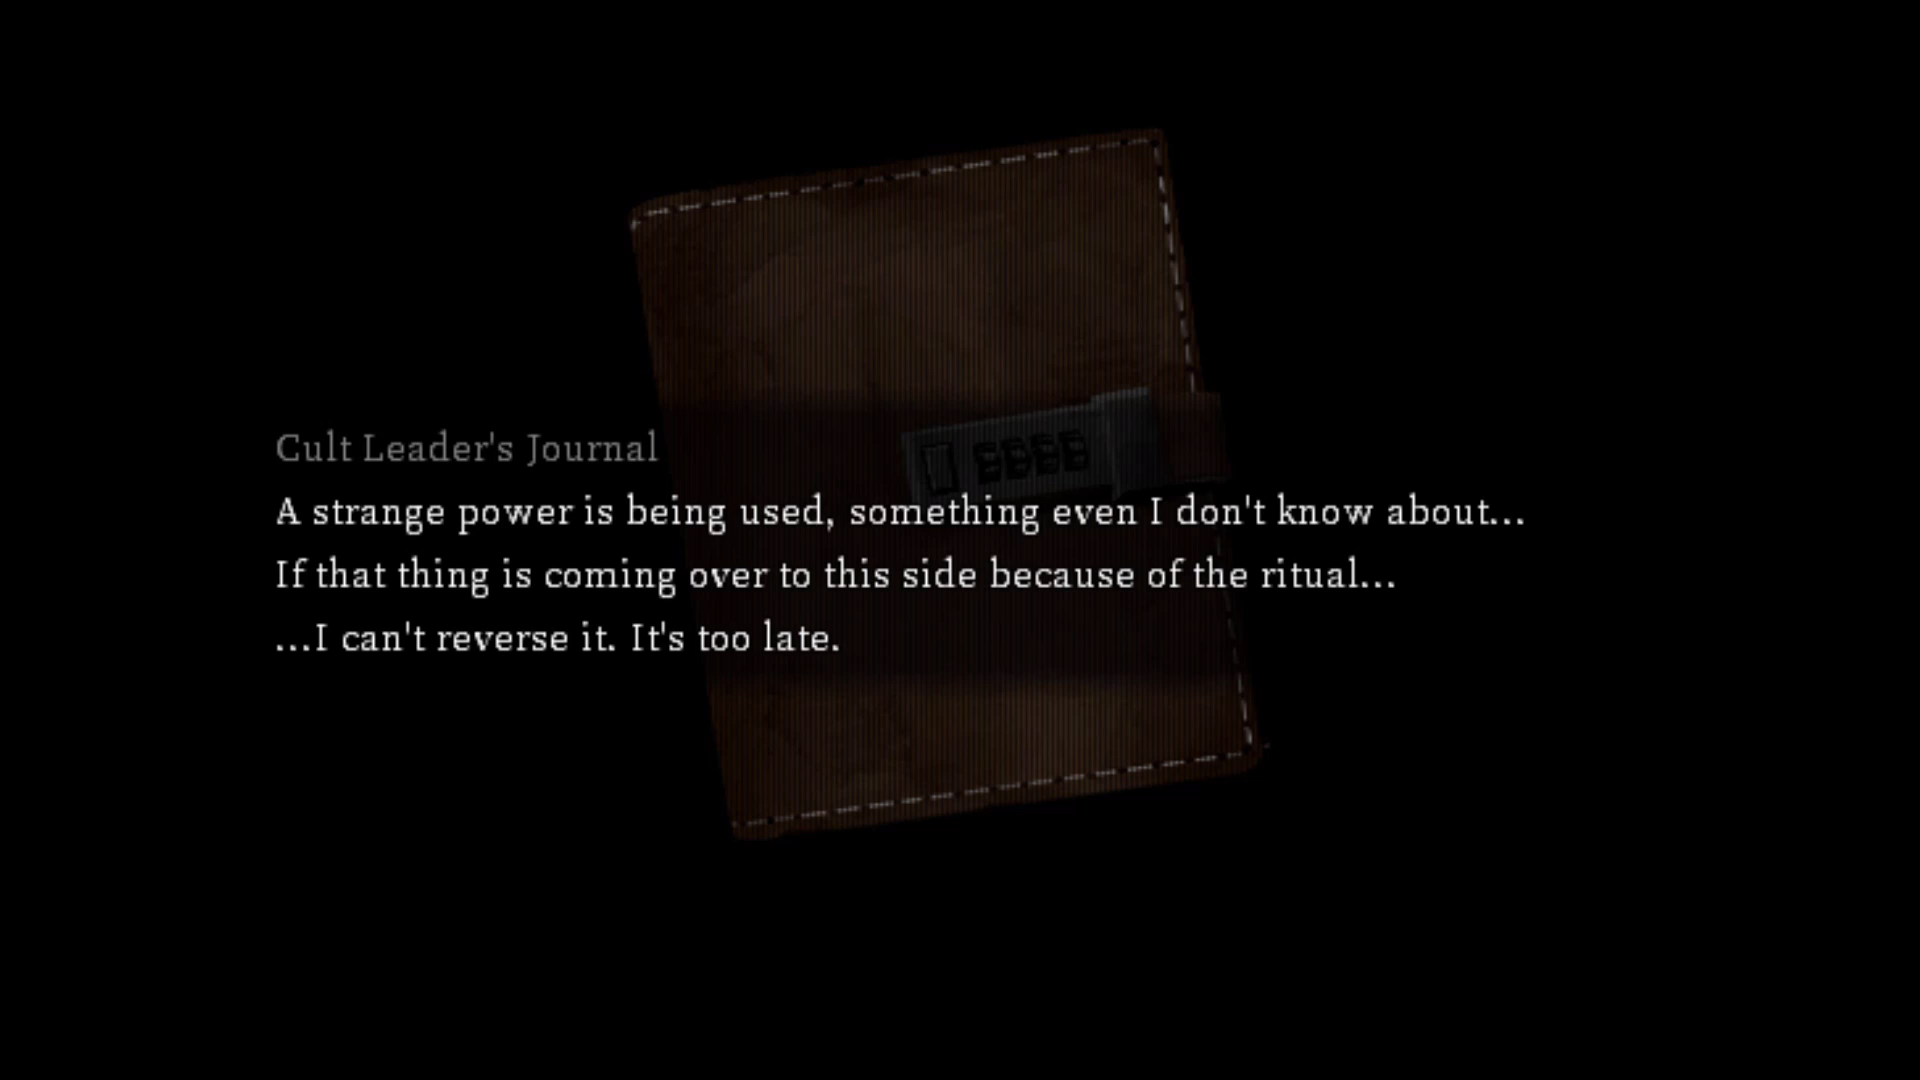 Cult Leader's Journal
A strange power is being used, something even I don't know about...
If that thing is coming over to this side because of the ritual...
...I can't reverse it. It's too late.